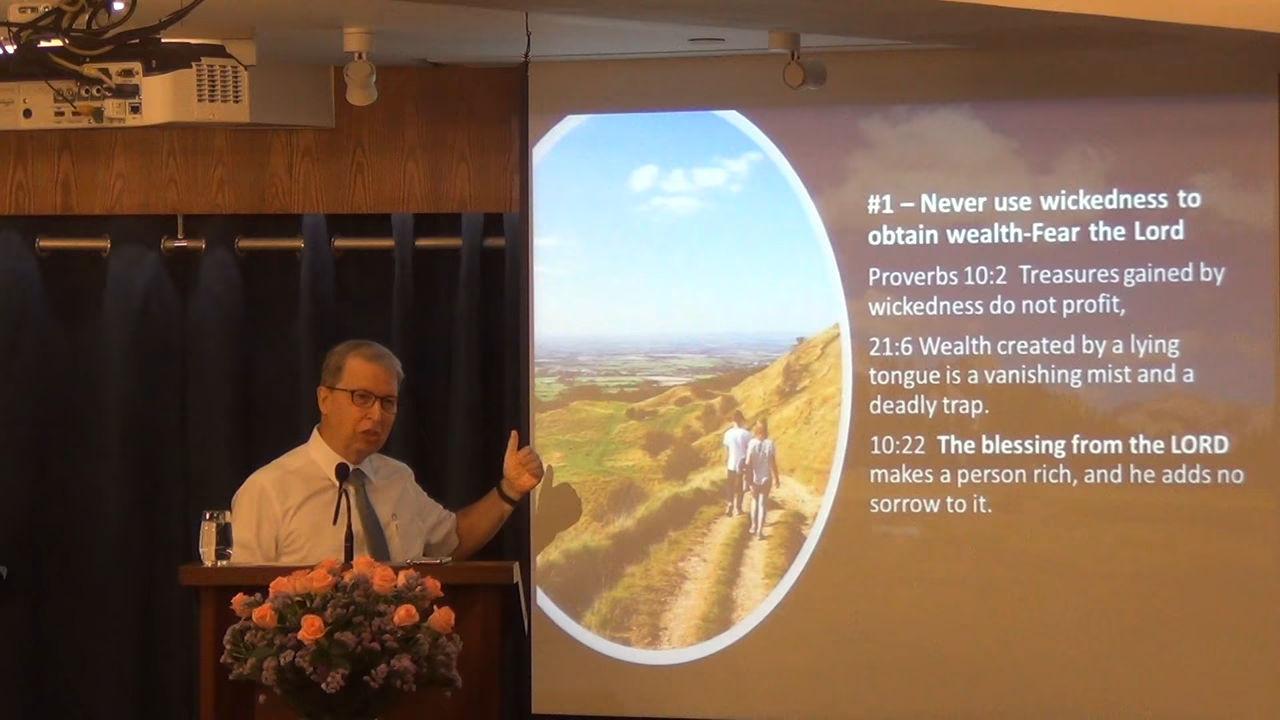 #1 – Never use wickedness to
obtain wealth-Fear the Lord
Proverbs 10:2  Treasures gained by
wickedness do not profit,
21:6 Wealth created by a lying
tongue is a vanishing mist and a
deadly trap.
10:22  The blessing from the LORD
makes a person rich, and he adds no
sorrow to it.